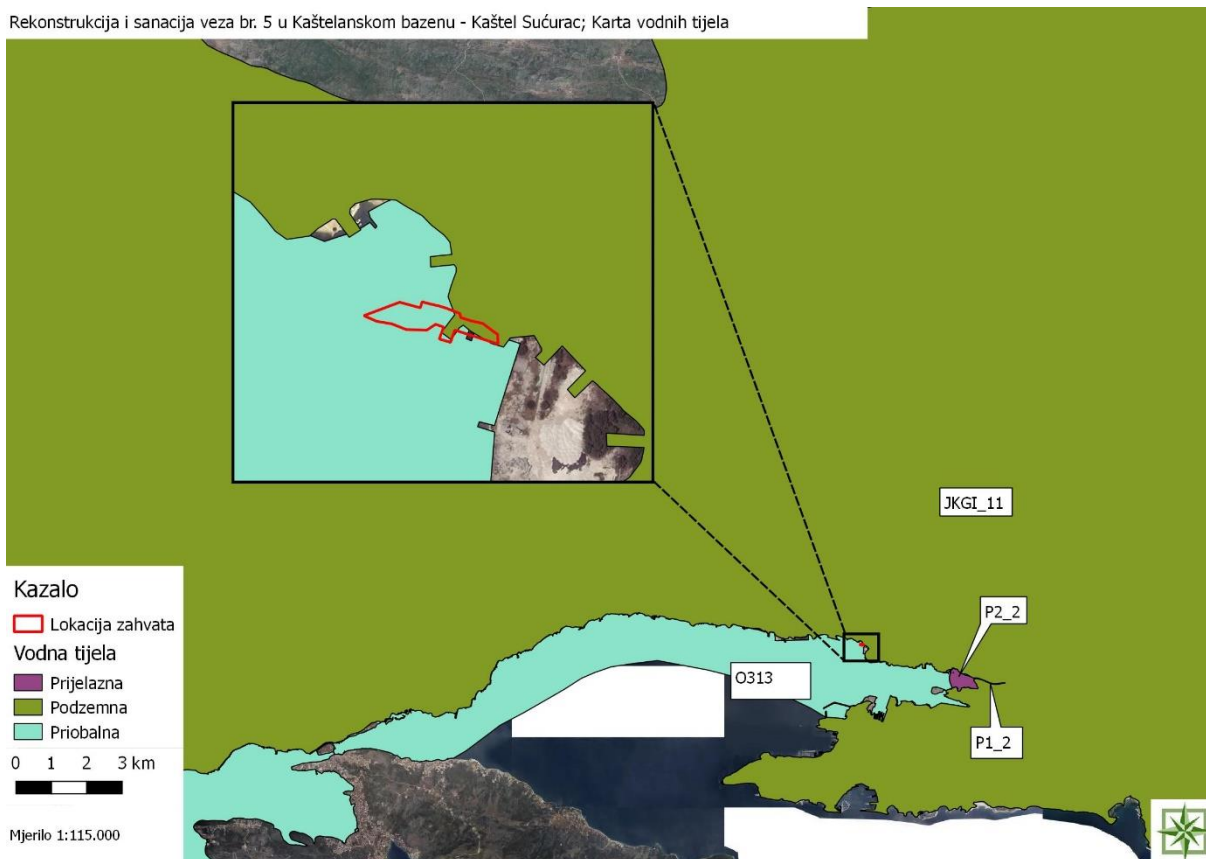 Rekonstrukcija i sanacija veza br. 5 u Kaštelanskom bazenu - Kaštel Sućurac; Karta vodnih tijela
JKGI_11
P2_2
O313
P1_2
Kazalo
Lokacija zahvata
Vodna tijela
Prijelazna
Podzemna
Priobalna
0 1 2 3 km
Mjerilo 1:115.000